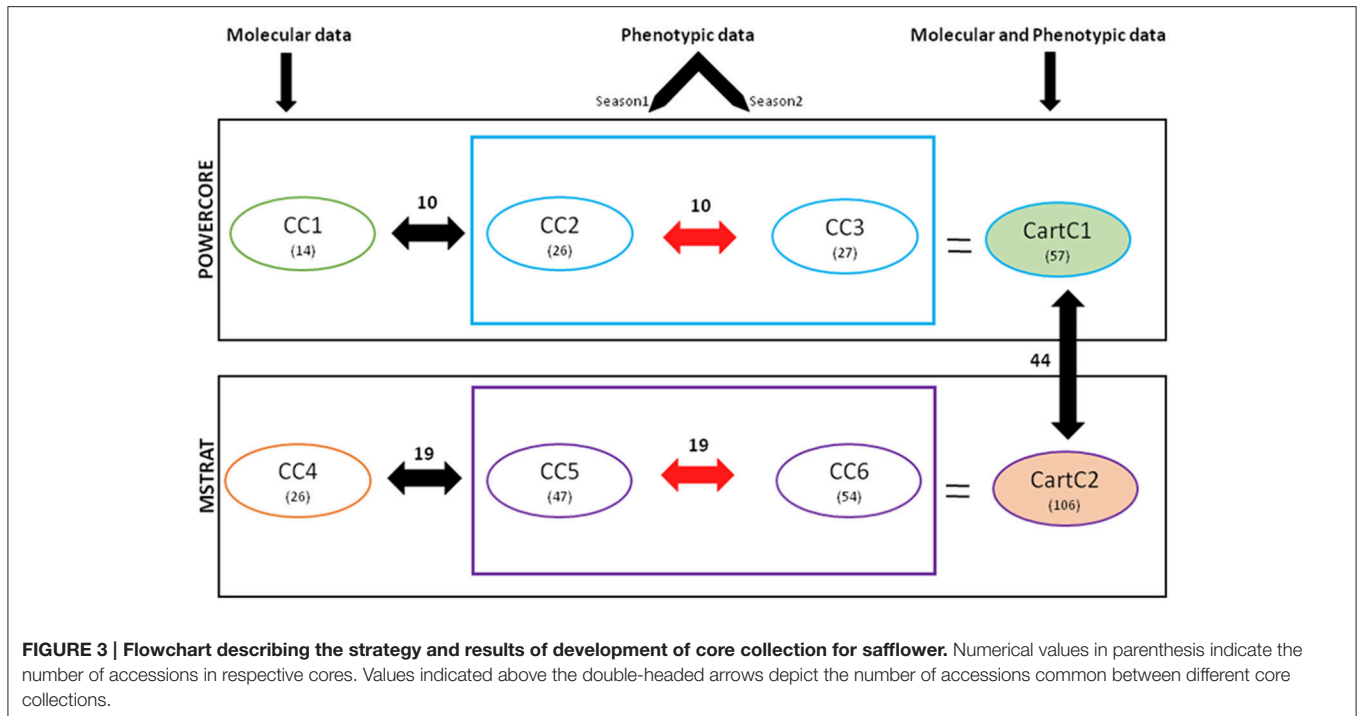 Molecular data
Phenotypic data
Molecular and Phenotypic data
Season1
Season2
POWERCORE
CC1
(14)
10
CC2
(26)
10
CC3
(27)
=
CartC1
(57)
44
MSTRAT
CC4
(26)
19
CC5
(47)
19
CC6
(54)
=
CartC2
(106)
FIGURE 3 | Flowchart describing the strategy and results of development of core collection for safflower. Numerical values in parenthesis indicate the
number of accessions in respective cores. Values indicated above the double-headed arrows depict the number of accessions common between different core
collections.